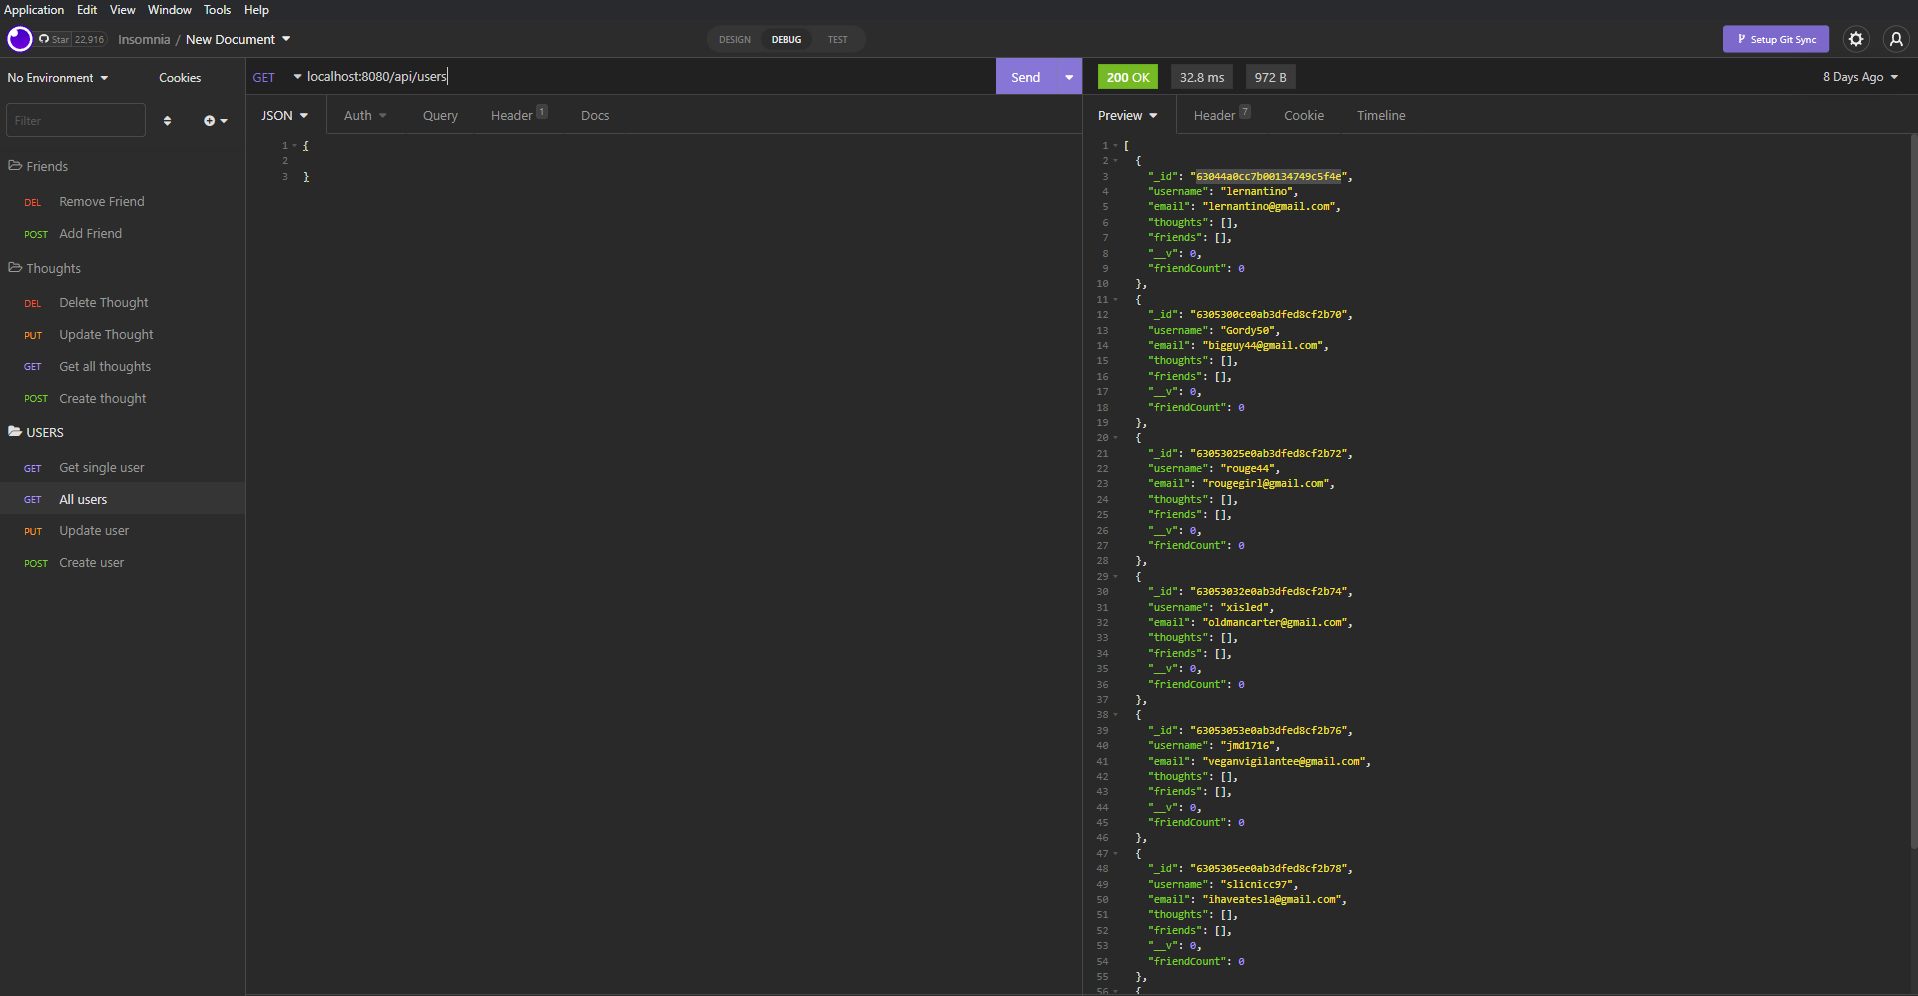 Application Edit View Window Tools Help
Star 22,916 Insomnia / New Document DESIGN DEBUG TEST Setup Git Sync
No Environment Cookies
Filter
Friends
DEL Remove Friend
POST Add Friend
Thoughts
DEL Delete Thought
PUT Update Thought
GET Get all thoughts
POST Create thought
USERS
GET Get single user
GET All users
PUT Update user
POST Create user
GET localhost:8080/api/users Send
JSON Auth Query Header 1 Docs
1 {
2
3 }
200 OK 32.8 ms 972 B 8 Days Ago
Preview Header 7 Cookie Timeline
1 [
2 {
3 "_id": "63044a0cc7b00134749c5f4e",
4 "username": "lernantino",
5 "email": "lernantino@gmail.com",
6 "thoughts": [],
7 "friends": [],
8 "__v": 0,
9 "friendCount": 0
10 },
11 {
12 "_id": "6305300ce0ab3dfed8cf2b70",
13 "username": "Gordy50",
14 "email": "bigguy44@gmail.com",
15 "thoughts": [],
16 "friends": [],
17 "__v": 0,
18 "friendCount": 0
19 },
20 {
21 "_id": "63053025e0ab3dfed8cf2b72",
22 "username": "rouge44",
23 "email": "rougegirl@gmail.com",
24 "thoughts": [],
25 "friends": [],
26 "__v": 0,
27 "friendCount": 0
28 },
29 {
30 "_id": "63053032e0ab3dfed8cf2b74",
31 "username": "xisled",
32 "email": "oldmancarter@gmail.com",
33 "thoughts": [],
34 "friends": [],
35 "__v": 0,
36 "friendCount": 0
37 },
38 {
39 "_id": "63053053e0ab3dfed8cf2b76",
40 "username": "jmd1716",
41 "email": "veganvigilantee@gmail.com",
42 "thoughts": [],
43 "friends": [],
44 "__v": 0,
45 "friendCount": 0
46 },
47 {
48 "_id": "6305305ee0ab3dfed8cf2b78",
49 "username": "slicnicc97",
50 "email": "ihaveatesla@gmail.com",
51 "thoughts": [],
52 "friends": [],
53 "__v": 0,
54 "friendCount": 0
55 },
56 {